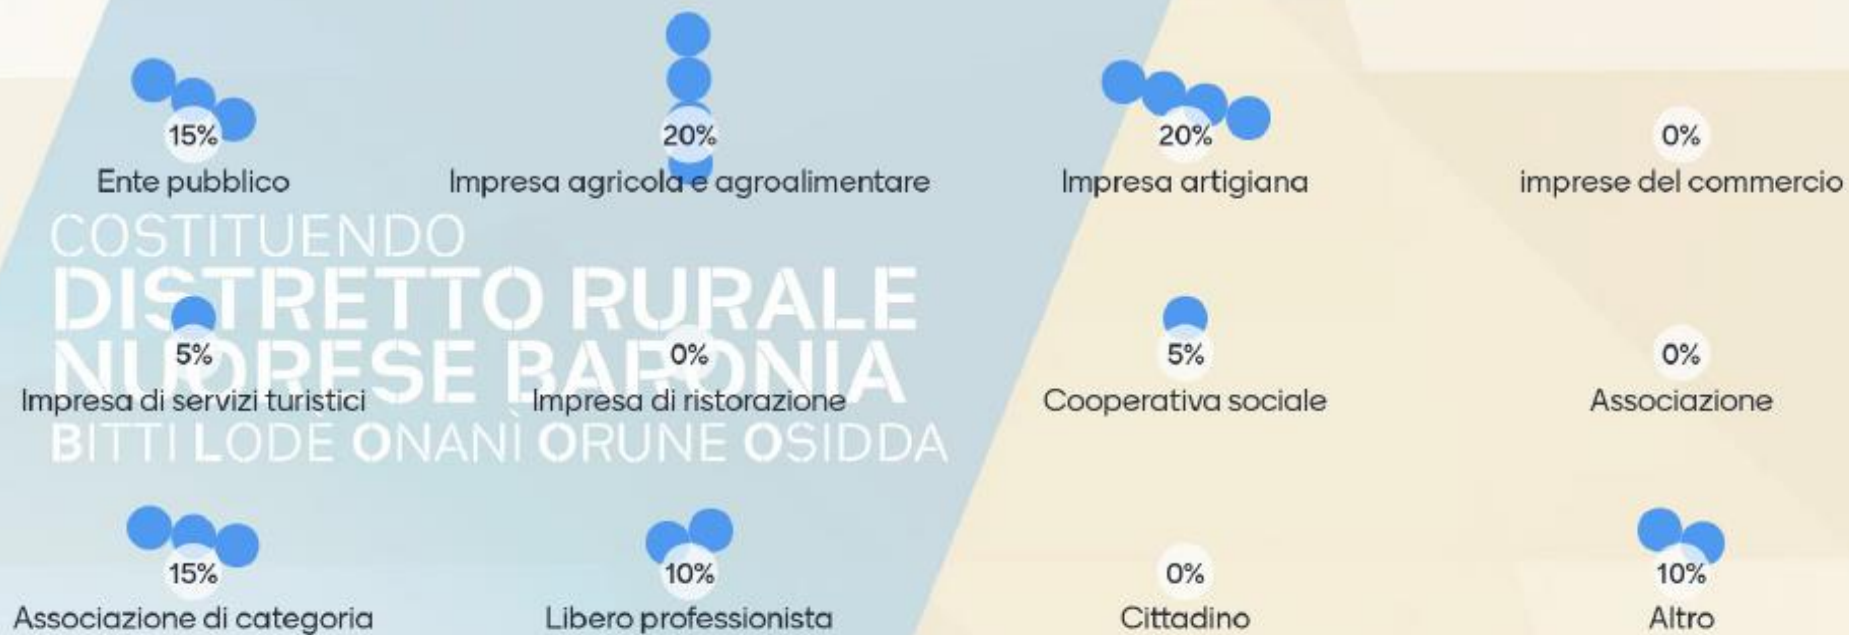 15% 20% 20% 0%
Ente pubblico Impresa agricola e agroalimentare Impresa artigiana imprese del commercio
COSTITUENDO
DISTRETTO RURALE
NUORESE BARONIA
5% 0% 5% 0%
Impresa di servizi turistici Impresa di ristorazione Cooperativa sociale Associazione
BITTI LODÈ ONANÌ ORUNE OSIDDA
15% 10% 0% 10%
Associazione di categoria Libero professionista Cittadino Altro